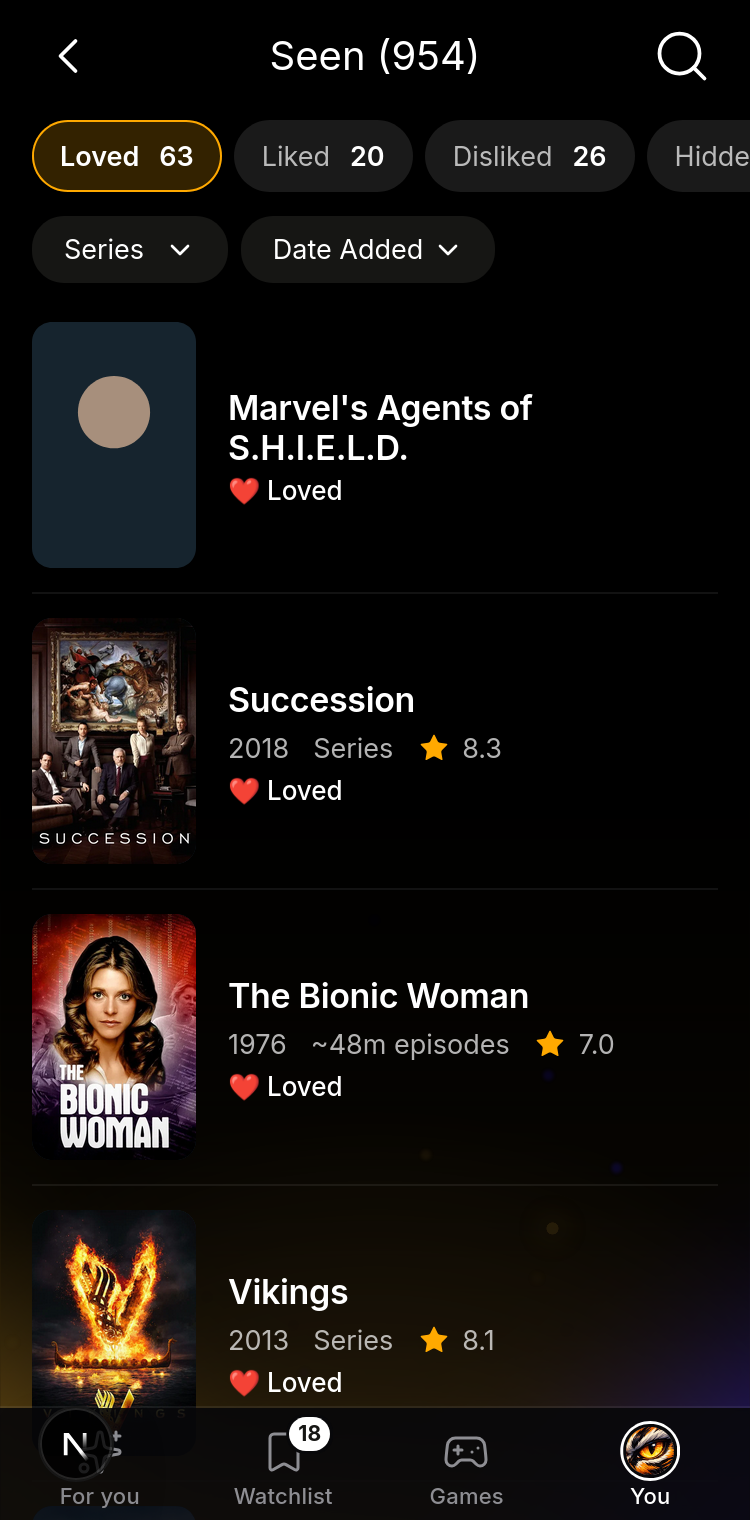 Seen (954)
Loved 63 Liked 20 Disliked 26 Hidde
Series Date Added
Marvel's Agents of
S.H.I.E.L.D.
❤️ Loved
SUCCESSION
Succession
2018 Series ★ 8.3
❤️ Loved
THE
BIONIC
WOMAN
The Bionic Woman
1976 ~48m episodes ★ 7.0
❤️ Loved
Vikings
2013 Series ★ 8.1
❤️ Loved
N
18
For you Watchlist Games You